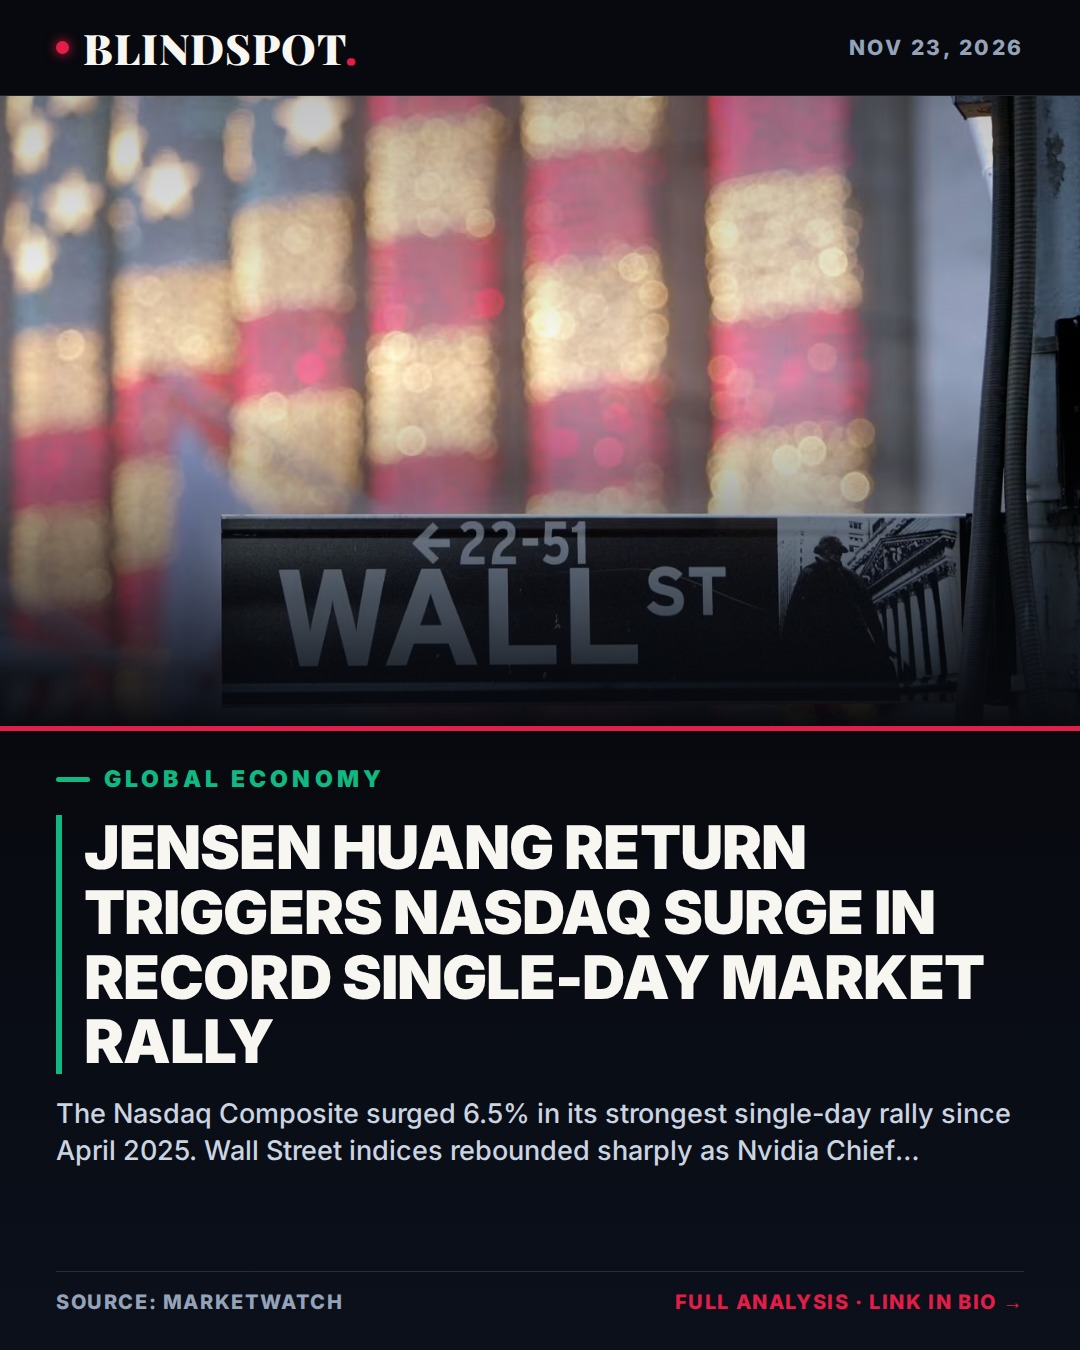 BLINDSPOT.
NOV 23, 2026
←22-51
WALL ST
GLOBAL ECONOMY
JENSEN HUANG RETURN
TRIGGERS NASDAQ SURGE IN
RECORD SINGLE-DAY MARKET
RALLY
The Nasdaq Composite surged 6.5% in its strongest single-day rally since
April 2025. Wall Street indices rebounded sharply as Nvidia Chief...
SOURCE: MARKETWATCH
FULL ANALYSIS · LINK IN BIO →